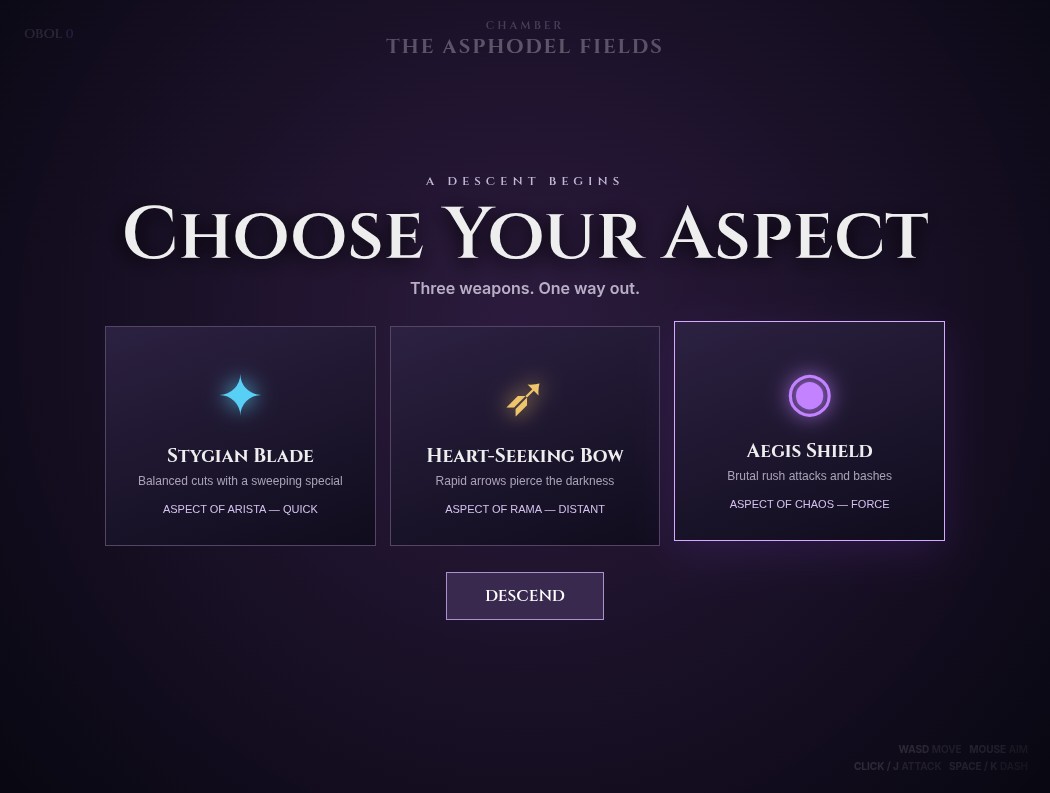 OBOL 0
CHAMBER
THE ASPHODEL FIELDS
A DESCENT BEGINS
CHOOSE YOUR ASPECT
Three weapons. One way out.
STYGIAN BLADE
Balanced cuts with a sweeping special
ASPECT OF ARISTA — QUICK
HEART-SEEKING BOW
Rapid arrows pierce the darkness
ASPECT OF RAMA — DISTANT
AEGIS SHIELD
Brutal rush attacks and bashes
ASPECT OF CHAOS — FORCE
DESCEND
WASD MOVE MOUSE AIM
CLICK / J ATTACK SPACE / K DASH